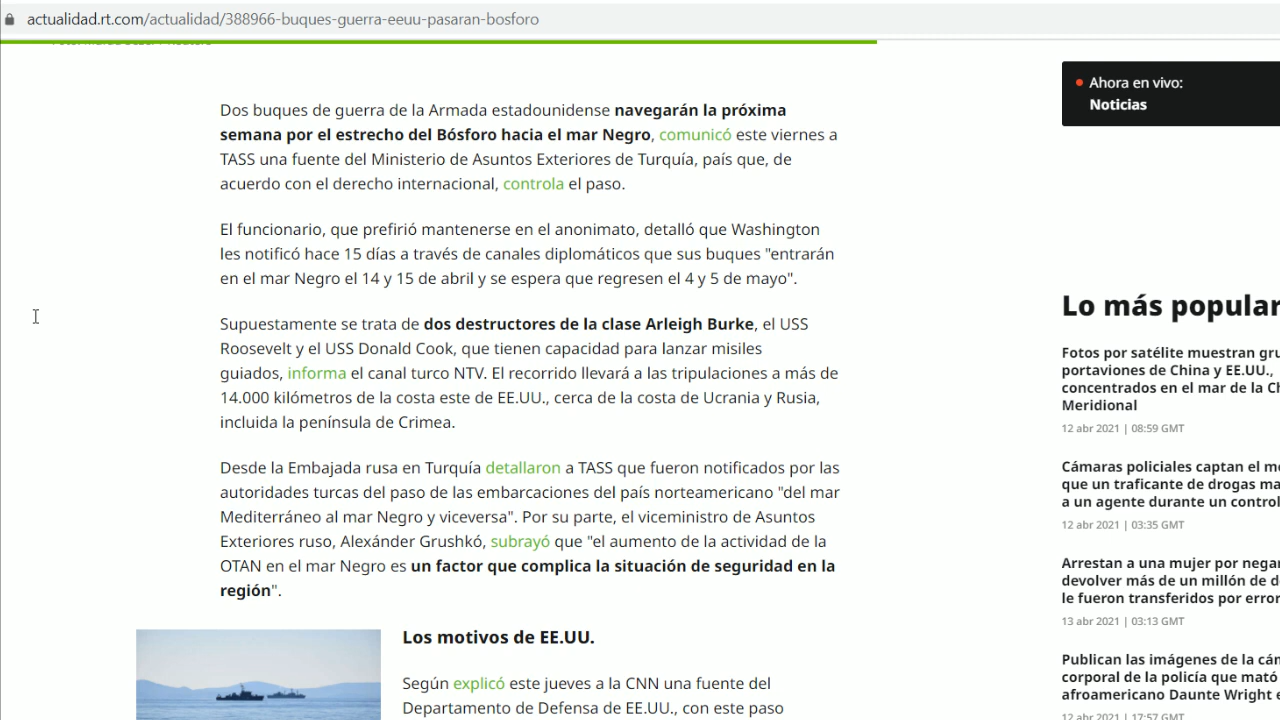 actualidad.rt.com/actualidad/388966-buques-guerra-eeuu-pasaran-bosforo
Dos buques de guerra de la Armada estadounidense navegarán la próxima
semana por el estrecho del Bósforo hacia el mar Negro, comunicó este viernes a
TASS una fuente del Ministerio de Asuntos Exteriores de Turquía, país que, de
acuerdo con el derecho internacional, controla el paso.
El funcionario, que prefirió mantenerse en el anonimato, detalló que Washington
les notificó hace 15 días a través de canales diplomáticos que sus buques "entrarán
en el mar Negro el 14 y 15 de abril y se espera que regresen el 4 y 5 de mayo".
Supuestamente se trata de dos destructores de la clase Arleigh Burke, el USS
Roosevelt y el USS Donald Cook, que tienen capacidad para lanzar misiles
guiados, informa el canal turco NTV. El recorrido llevará a las tripulaciones a más de
14.000 kilómetros de la costa este de EE.UU., cerca de la costa de Ucrania y Rusia,
incluida la península de Crimea.
Desde la Embajada rusa en Turquía detallaron a TASS que fueron notificados por las
autoridades turcas del paso de las embarcaciones del país norteamericano "del mar
Mediterráneo al mar Negro y viceversa". Por su parte, el viceministro de Asuntos
Exteriores ruso, Alexánder Grushkó, subrayó que "el aumento de la actividad de la
OTAN en el mar Negro es un factor que complica la situación de seguridad en la
región".
Los motivos de EE.UU.
Según explicó este jueves a la CNN una fuente del
Departamento de Defensa de EE.UU., con este paso
Ahora en vivo:
Noticias
Lo más popular
Fotos por satélite muestran gru
portaviones de China y EE.UU.,
concentrados en el mar de la Ch
Meridional
12 abr 2021 | 08:59 GMT
Cámaras policiales captan el mo
que un traficante de drogas ma
a un agente durante un control
12 abr 2021 | 03:35 GMT
Arrestan a una mujer por negar
devolver más de un millón de d
le fueron transferidos por error
13 abr 2021 | 03:13 GMT
Publican las imágenes de la cám
corporal de la policía que mató
afroamericano Daunte Wright e
12 abr 2021 | 17:57 GMT